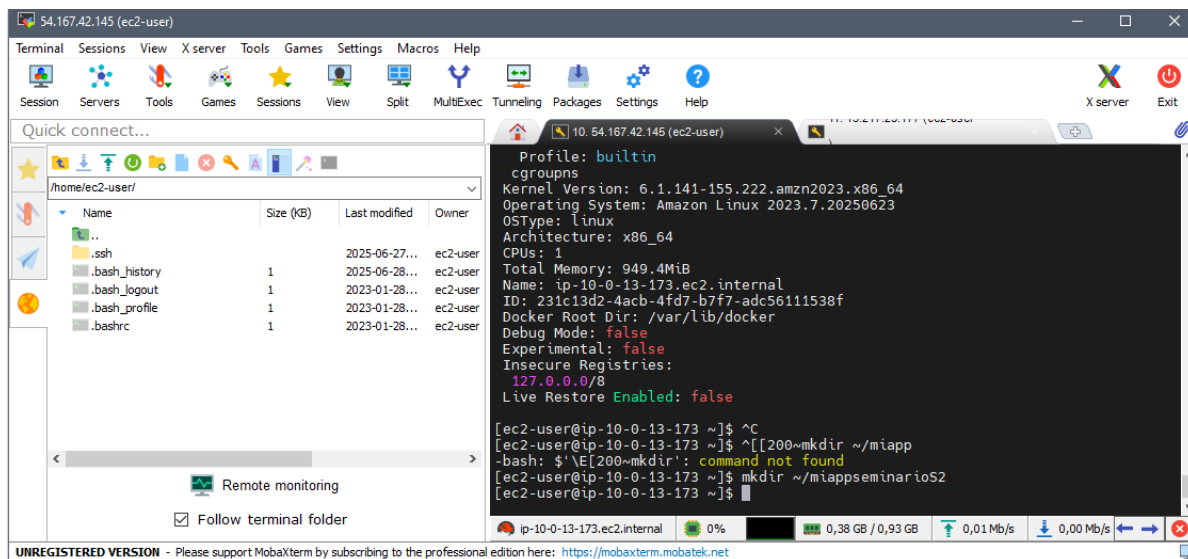 54.167.42.145 (ec2-user)
Terminal Sessions View X server Tools Games Settings Macros Help
Session Servers Tools Games Sessions View Split MultiExec Tunneling Packages Settings Help X server Exit
Quick connect...
10. 54.167.42.145 (ec2-user)
/home/ec2-user/
Name Size (KB) Last modified Owner
..
.ssh 2025-06-27... ec2-user
.bash_history 1 2025-06-28... ec2-user
.bash_logout 1 2023-01-28... ec2-user
.bash_profile 1 2023-01-28... ec2-user
.bashrc 1 2023-01-28... ec2-user
Remote monitoring
Follow terminal folder
Profile: builtin
cgroupns
Kernel Version: 6.1.141-155.222.amzn2023.x86_64
Operating System: Amazon Linux 2023.7.20250623
OSType: linux
Architecture: x86_64
CPUs: 1
Total Memory: 949.4MiB
Name: ip-10-0-13-173.ec2.internal
ID: 231c13d2-4acb-4fd7-b7f7-adc56111538f
Docker Root Dir: /var/lib/docker
Debug Mode: false
Experimental: false
Insecure Registries:
127.0.0.0/8
Live Restore Enabled: false
[ec2-user@ip-10-0-13-173 ~]$ ^C
[ec2-user@ip-10-0-13-173 ~]$ ^[[200~mkdir ~/miapp
-bash: $'\E[200~mkdir': command not found
[ec2-user@ip-10-0-13-173 ~]$ mkdir ~/miappseminarioS2
[ec2-user@ip-10-0-13-173 ~]$
ip-10-0-13-173.ec2.internal 0% 0,38 GB / 0,93 GB 0,01 Mb/s 0,00 Mb/s
UNREGISTERED VERSION - Please support MobaXterm by subscribing to the professional edition here: https://mobaxterm.mobatek.net